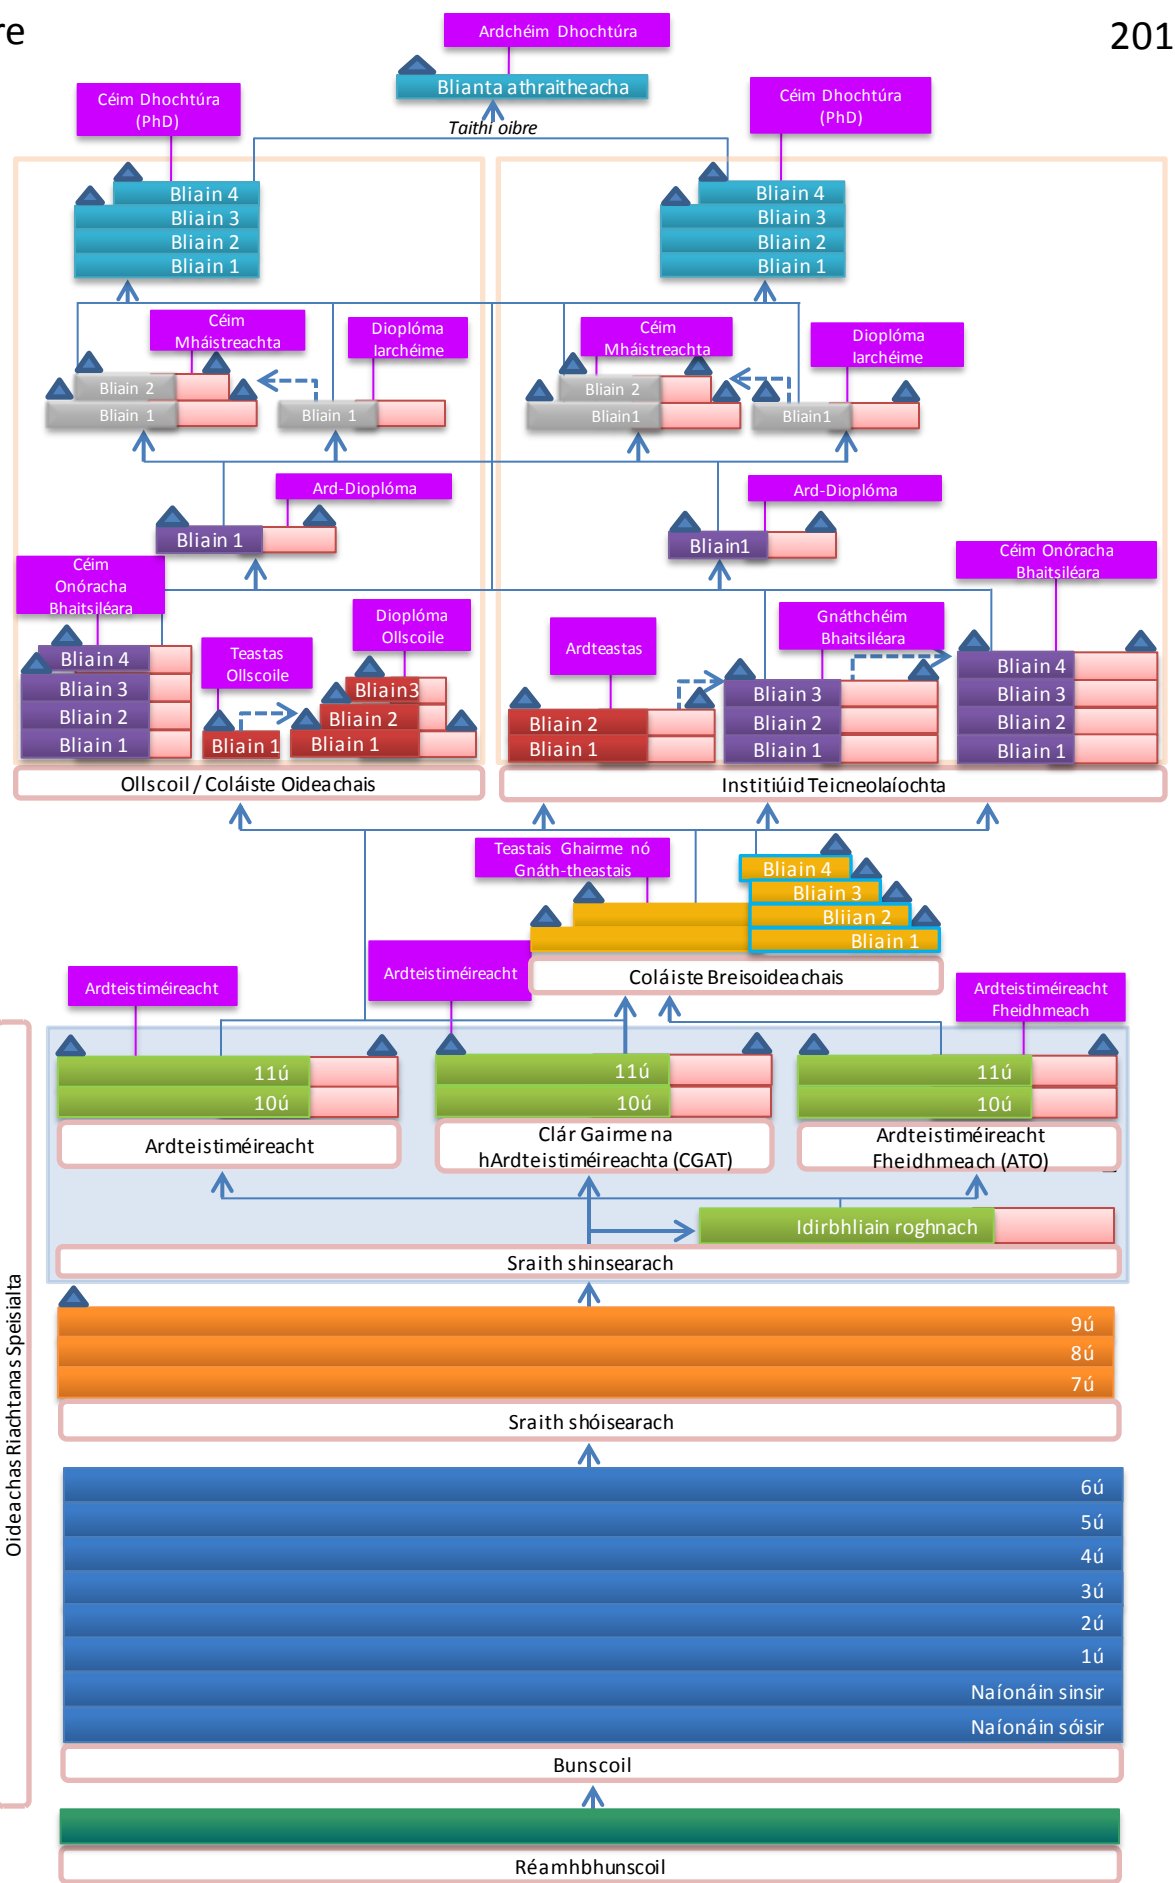 re
201
Ardchéim Dhochtúra
Blianta athraitheacha
Taithí oibre
Céim Dhochtúra
(PhD)
Céim Dhochtúra
(PhD)
Bliain 4
Bliain 3
Bliain 2
Bliain 1
Bliain 4
Bliain 3
Bliain 2
Bliain 1
Céim
Mháistreachta
Dioplóma
Iarchéime
Céim
Mháistreachta
Dioplóma
Iarchéime
Bliain 2
Bliain 1
Bliain 1
Bliain 2
Bliain1
Bliain1
Ard-Dioplóma
Bliain 1
Ard-Dioplóma
Bliain1
Céim
Onóracha
Bhaitsiléara
Bliain 4
Bliain 3
Bliain 2
Bliain 1
Teastas
Ollscoile
Bliain 1
Dioplóma
Ollscoile
Bliain3
Bliain 2
Bliain 1
Ardteastas
Bliain 2
Bliain 1
Gnáthchéim
Bhaitsiléara
Bliain 3
Bliain 2
Bliain 1
Céim Onóracha
Bhaitsiléara
Bliain 4
Bliain 3
Bliain 2
Bliain 1
Ollscoil / Coláiste Oideachais
Institiúid Teicneolaíochta
Teastais Ghairme nó
Gnáth-theastais
Bliain 4
Bliain 3
Bliian 2
Bliain 1
Coláiste Breisoideachais
Ardteistiméireacht
Ardteistiméireacht
Ardteistiméireacht
Fheidhmeach
11ú
10ú
11ú
10ú
11ú
10ú
Ardteistiméireacht
Clár Gairme na
hArdteistiméireachta (CGAT)
Ardteistiméireacht
Fheidhmeach (ATO)
Idirbhliain roghnach
Sraith shinsearach
Oideachas Riachtanas Speisialta
9ú
8ú
7ú
Sraith shóisearach
6ú
5ú
4ú
3ú
2ú
1ú
Naíonáin sinsir
Naíonáin sóisir
Bunscoil
Réamhbhunscoil